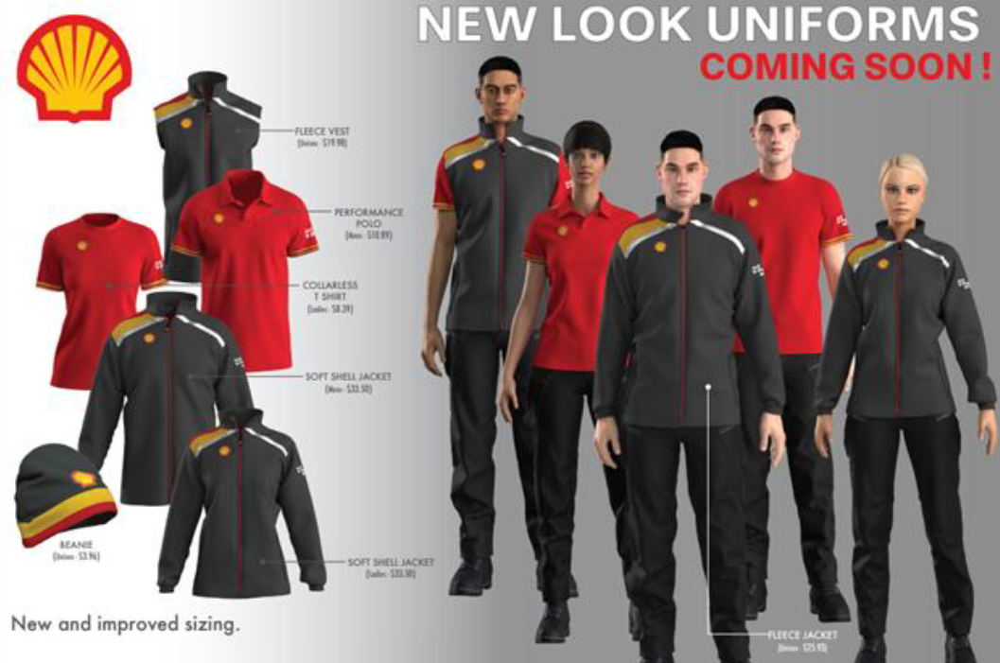 NEW LOOK UNIFORMS
COMING SOON !
FLEECE VEST
(Unisex - $19.98)
PERFORMANCE
POLO
(Mens - $10.89)
COLLARLESS
T SHIRT
(Ladies - $8.39)
SOFT SHELL JACKET
(Mens - $33.50)
BEANIE
(Unisex - $3.96)
SOFT SHELL JACKET
(Ladies - $33.50)
New and improved sizing.
FLEECE JACKET
(Unisex - $25.93)